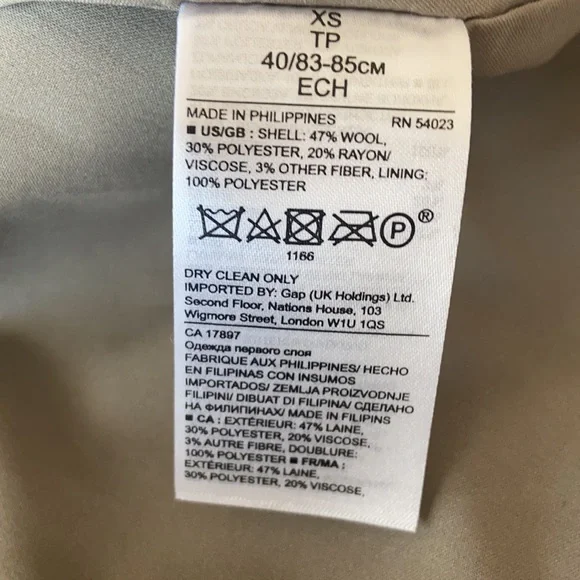 XS
TP
40/83-85CM
ECH
MADE IN PHILIPPINES RN 54023
■ US/GB : SHELL: 47% WOOL,
30% POLYESTER, 20% RAYON/
VISCOSE, 3% OTHER FIBER, LINING:
100% POLYESTER
P ®
1166
DRY CLEAN ONLY
IMPORTED BY: Gap (UK Holdings) Ltd.
Second Floor, Nations House, 103
Wigmore Street, London W1U 1QS
CA 17897
Одежда первого слоя
FABRIQUE AUX PHILIPPINES/ HECHO
EN FILIPINAS CON INSUMOS
IMPORTADOS/ ZEMLJA PROIZVODNJE
FILIPINI/ DIBUAT DI FILIPINA/ СДЕЛАНО
НА ФИЛИПИНАХ/ MADE IN FILIPINS
■ CA : EXTÉRIEUR: 47% LAINE,
30% POLYESTER, 20% VISCOSE,
3% AUTRE FIBRE, DOUBLURE:
100% POLYESTER ■ FR/MA :
EXTÉRIEUR: 47% LAINE,
30% POLYESTER, 20% VISCOSE,